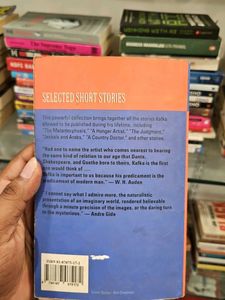 The Supreme Boss
SELECTED SHORT STORIES
This powerful collection brings together all the stories Kafka
allowed to be published during his lifetime, including
"The Metamorphosis," "A Hunger Artist," "The Judgment,"
"Jackals and Arabs," "A Country Doctor," and other stories.
"Had one to name the artist who comes nearest to bearing
the same kind of relation to our age that Dante,
Shakespeare, and Goethe bore to theirs, Kafka is the first
one would think of .....
Kafka is important to us because his predicament is the
predicament of modern man." — W. H. Auden
"I cannot say what I admire more, the naturalistic
presentation of an imaginary world, rendered believable
through a minute precision of the images, or the daring turn
to the mysterious." — Andre Gide